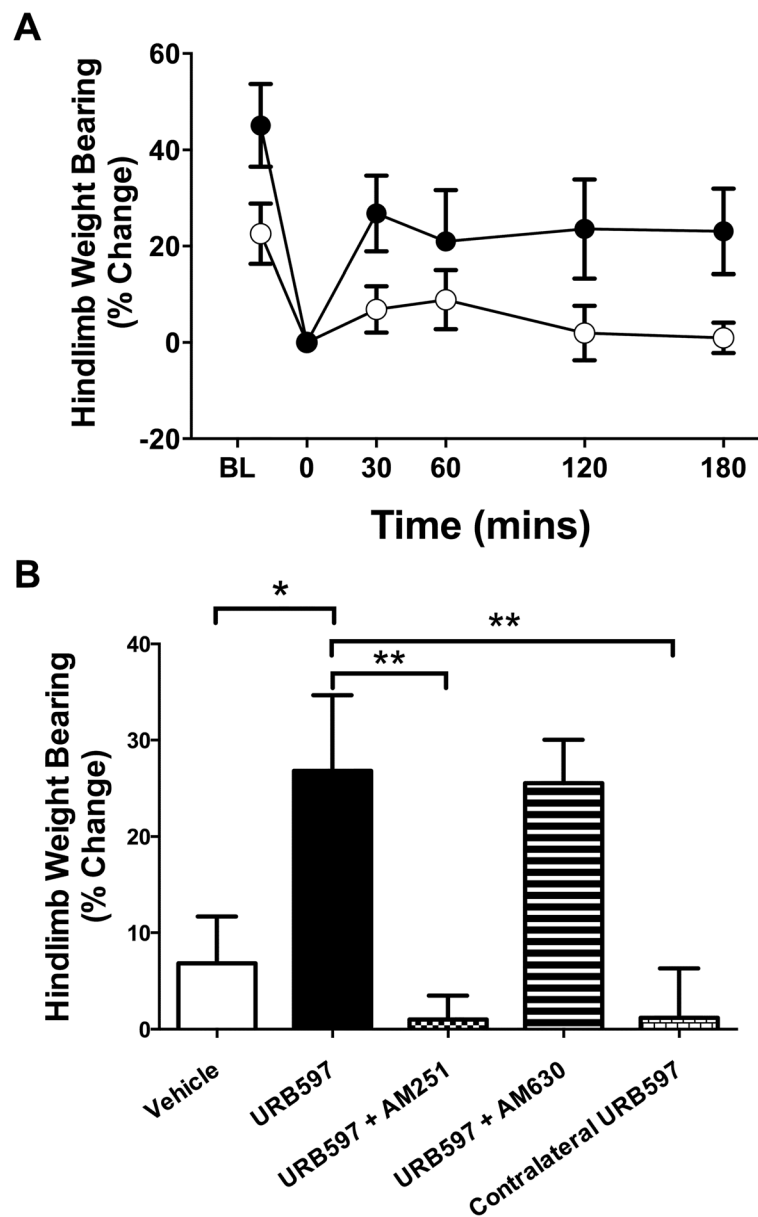 A
Hindlimb Weight Bearing
(% Change)
60
40
20
0
-20
BL 0 30 60 120 180
Time (mins)
B
*
**
**
Hindlimb Weight Bearing
(% Change)
40
30
20
10
0
Vehicle
URB597
URB597 + AM251
URB597 + AM630
Contralateral URB597